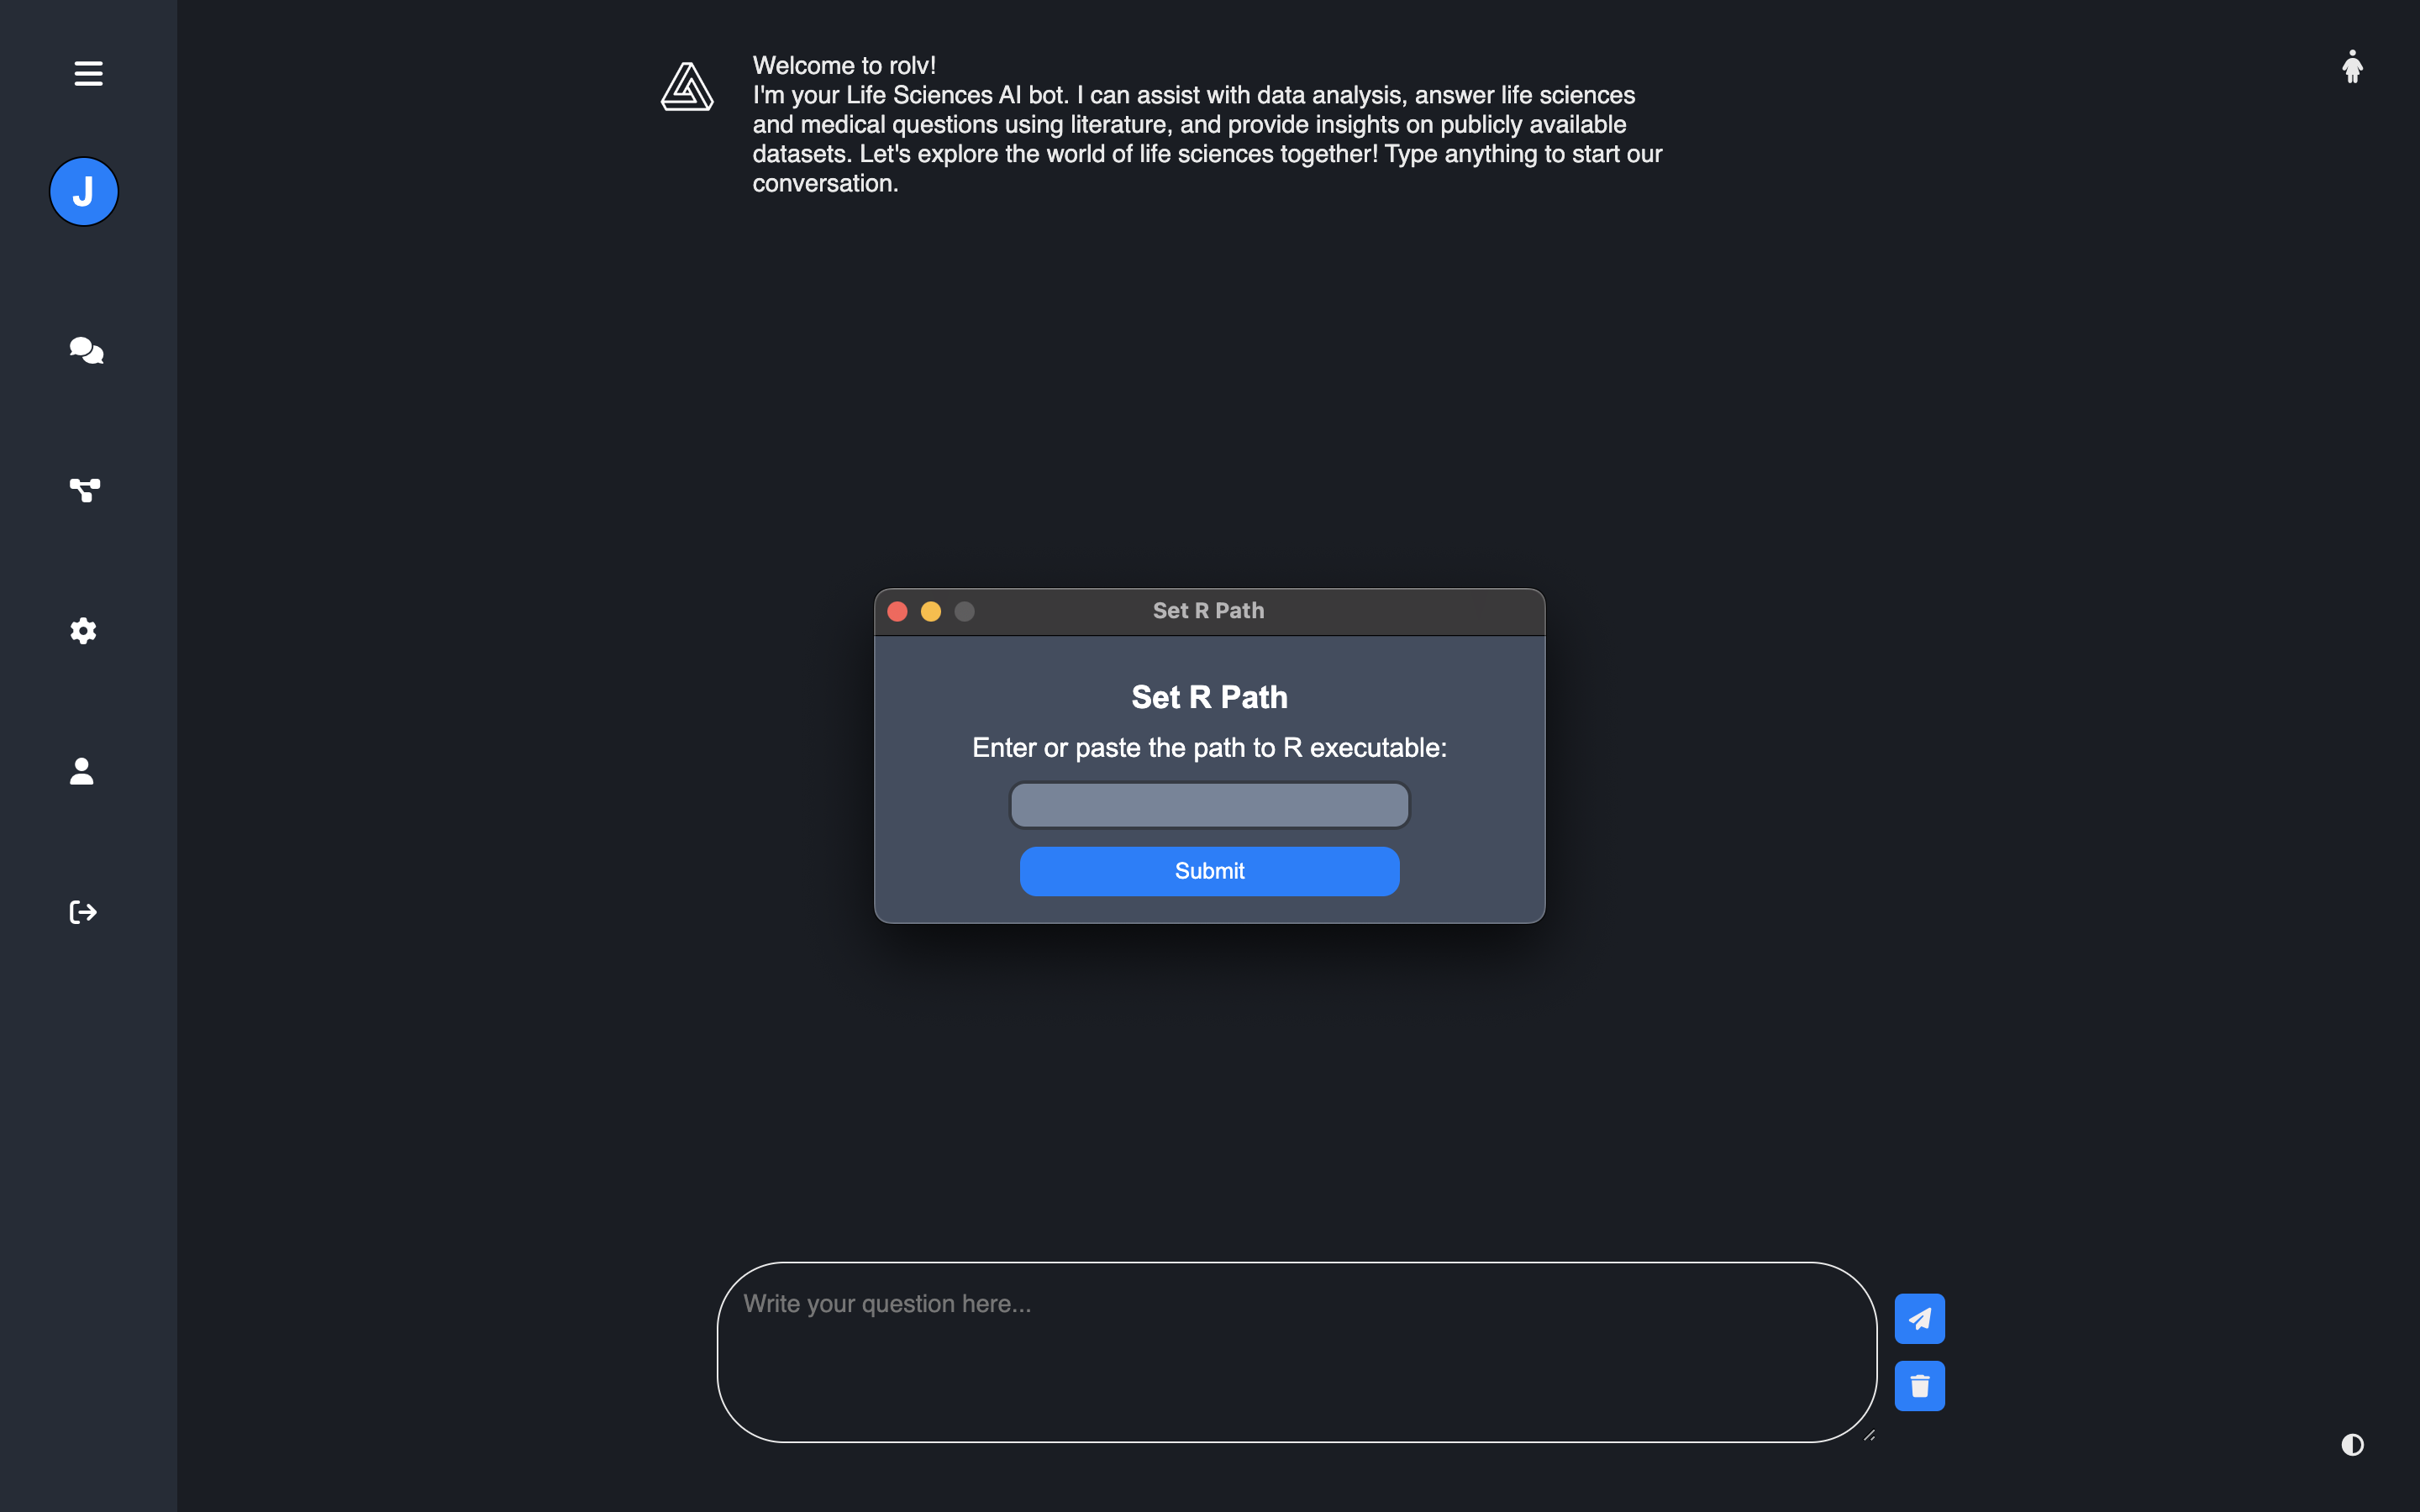 Welcome to rolv!
I'm your Life Sciences AI bot. I can assist with data analysis, answer life sciences
and medical questions using literature, and provide insights on publicly available
datasets. Let's explore the world of life sciences together! Type anything to start our
conversation.
J
Set R Path
Set R Path
Enter or paste the path to R executable:
Submit
Write your question here...